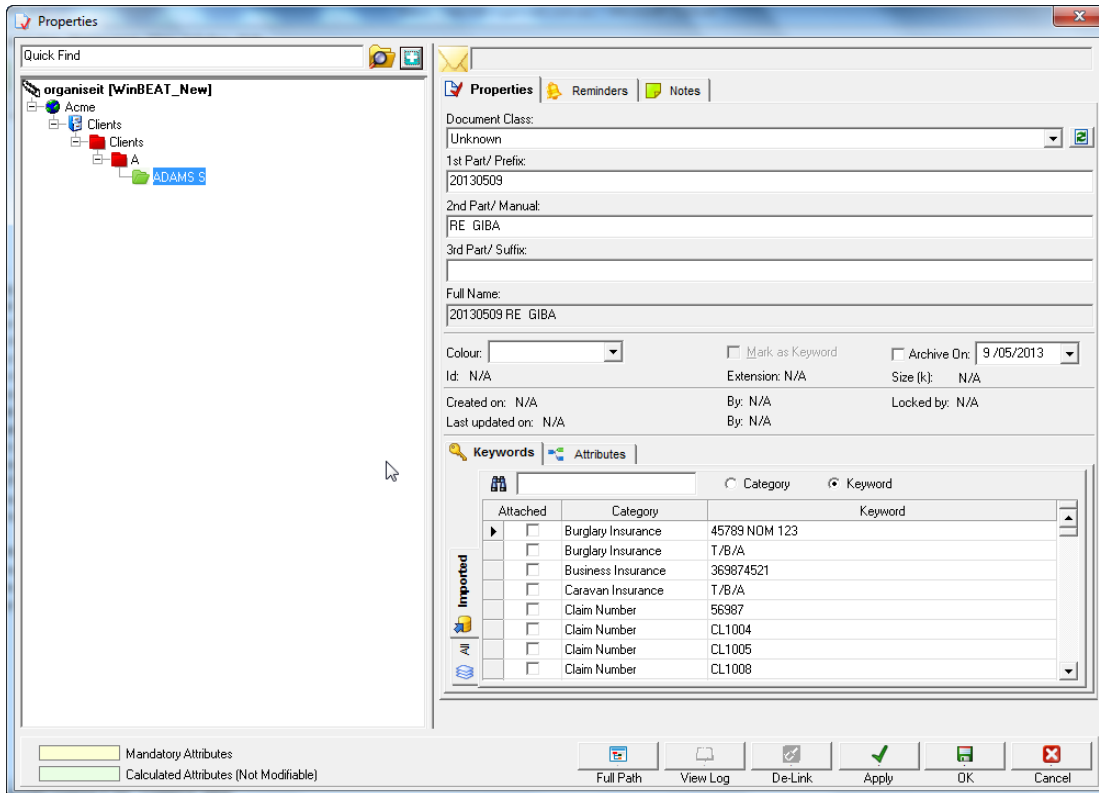 Properties
Quick Find
organiseit [WinBEAT_New]
Acme
Clients
Clients
A
ADAMS S
Properties Reminders Notes
Document Class:
Unknown
1st Part/ Prefix:
20130509
2nd Part/ Manual:
RE  GIBA
3rd Part/ Suffix:
Full Name:
20130509 RE  GIBA
Colour: Mark as Keyword Archive On: 9 /05/2013
Id: N/A Extension: N/A Size (k): N/A
Created on: N/A By: N/A Locked by: N/A
Last updated on: N/A By: N/A
Keywords Attributes
Category Keyword
Attached Category Keyword
Burglary Insurance 45789 NOM 123
Burglary Insurance T/B/A
Business Insurance 369874521
Caravan Insurance T/B/A
Claim Number 56987
Claim Number CL1004
Claim Number CL1005
Claim Number CL1008
Imported
All
Mandatory Attributes
Calculated Attributes (Not Modifiable)
Full Path View Log De-Link Apply OK Cancel